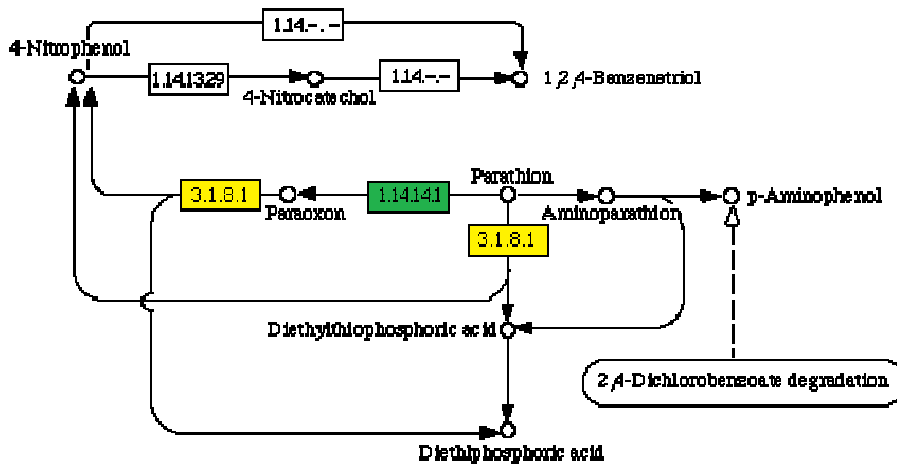 1.14.-.-
4-Nitrophenol
1.14.13.29
1.14.-.-
1,2,4-Benzenetriol
4-Nitrocatechol
Parathion
3.1.8.1
1.14.14.1
p-Aminophenol
Paraoxon
Aminoparathion
3.1.8.1
Diethylthiophosphoric acid
2,4-Dichlorobenzoate degradation
Diethiphosphoric acid